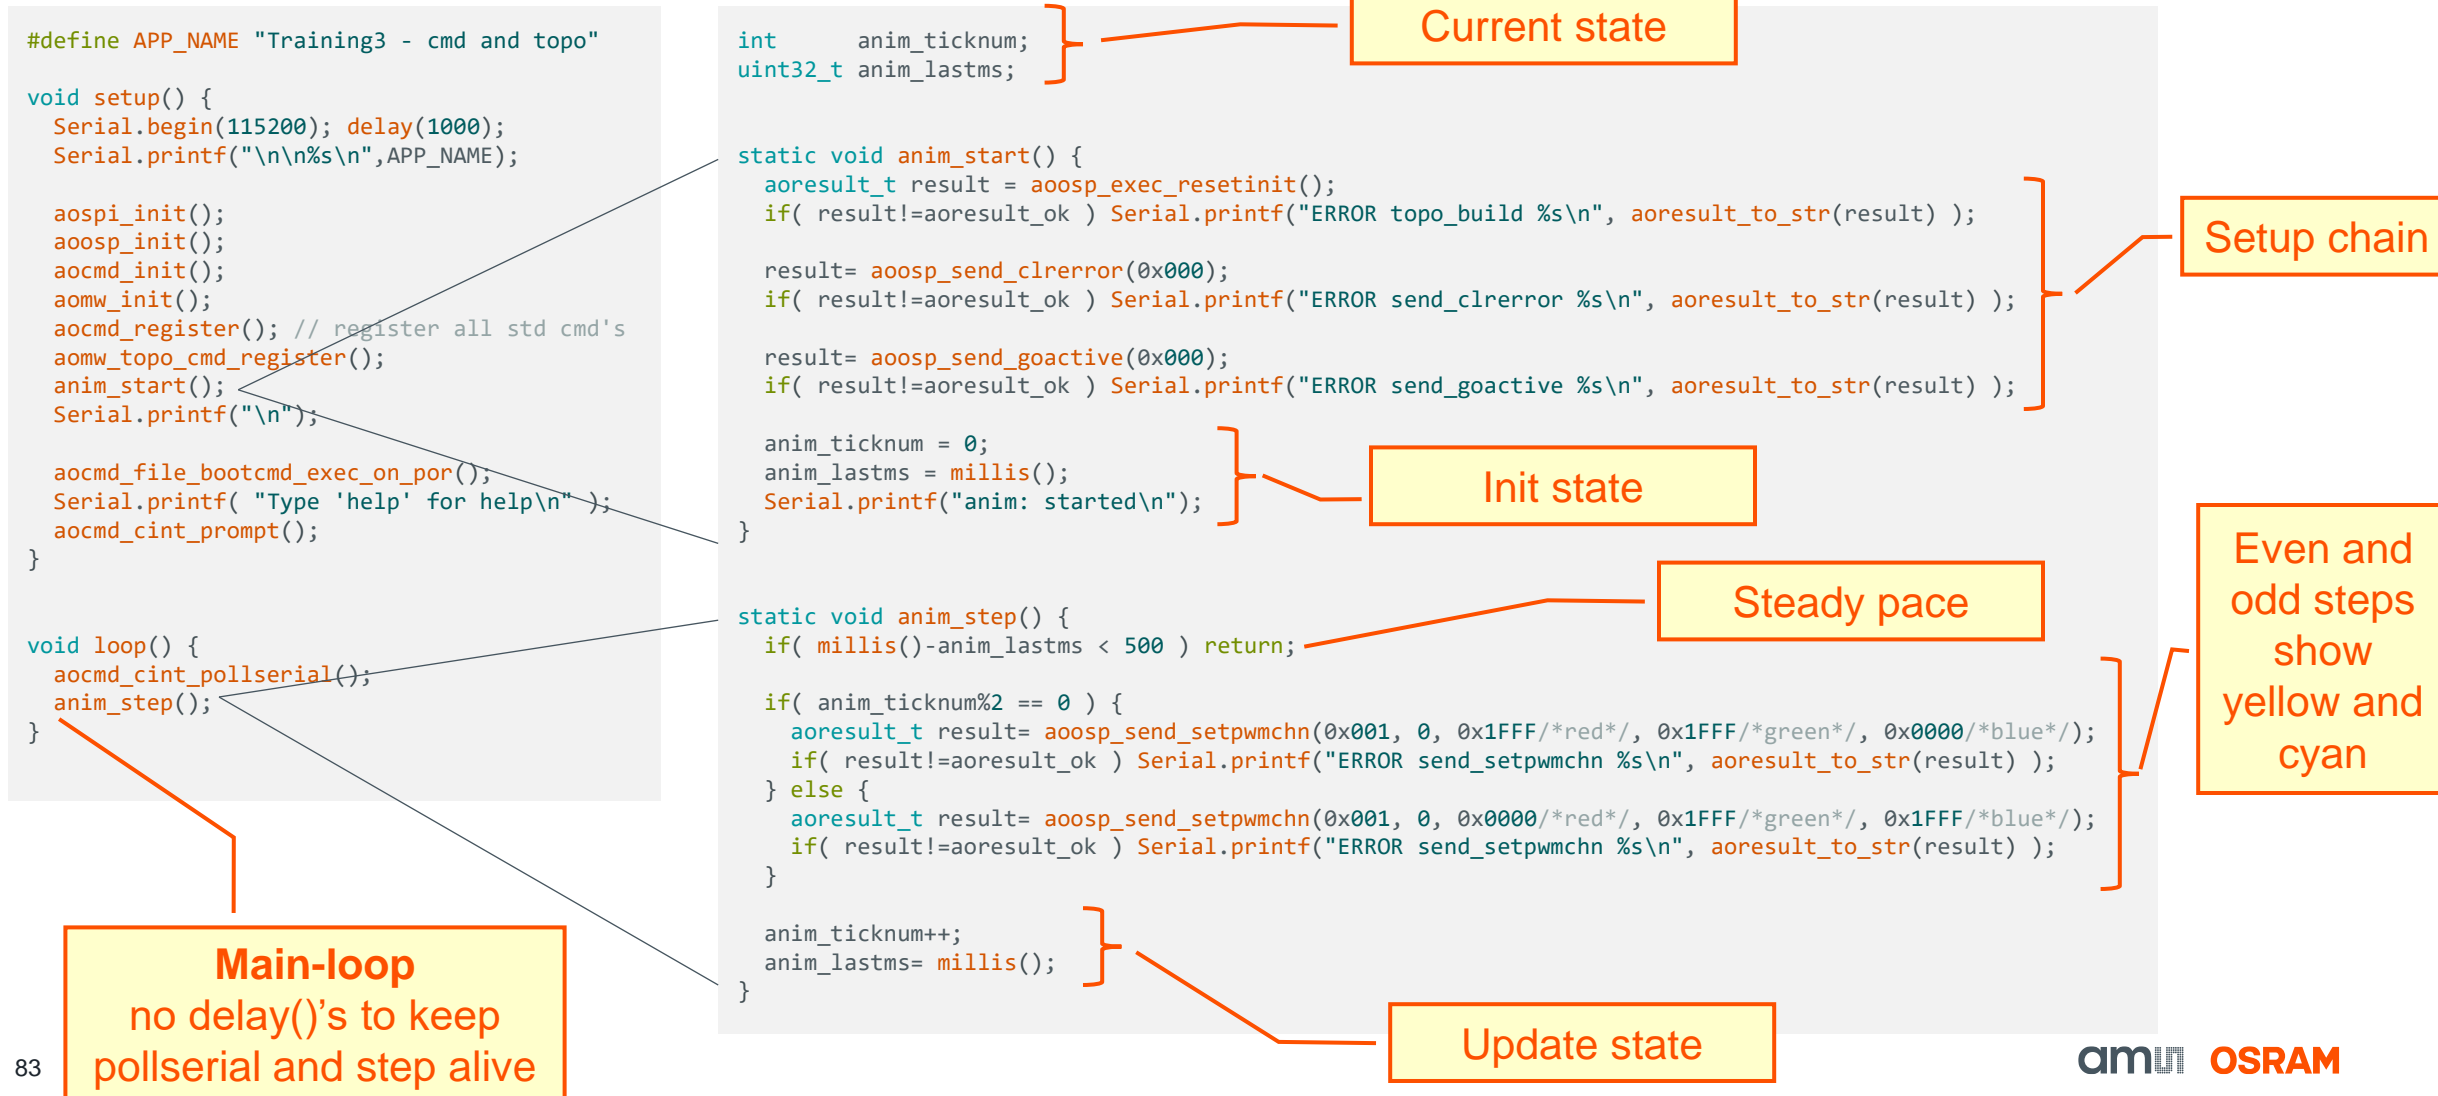 #define APP_NAME "Training3 - cmd and topo"
void setup() {
  Serial.begin(115200); delay(1000);
  Serial.printf("\n\n%s\n",APP_NAME);
  aospi_init();
  aoosp_init();
  aocmd_init();
  aomw_init();
  aocmd_register(); // register all std cmd's
  aomw_topo_cmd_register();
  anim_start();
  Serial.printf("\n");
  aocmd_file_bootcmd_exec_on_por();
  Serial.printf( "Type 'help' for help\n" );
  aocmd_cint_prompt();
}
void loop() {
  aocmd_cint_pollserial();
  anim_step();
}
Main-loop
no delay()’s to keep
pollserial and step alive
83
int      anim_ticknum;
uint32_t anim_lastms;
Current state
static void anim_start() {
  aoresult_t result = aoosp_exec_resetinit();
  if( result!=aoresult_ok ) Serial.printf("ERROR topo_build %s\n", aoresult_to_str(result) );
  result= aoosp_send_clrerror(0x000);
  if( result!=aoresult_ok ) Serial.printf("ERROR send_clrerror %s\n", aoresult_to_str(result) );
  result= aoosp_send_goactive(0x000);
  if( result!=aoresult_ok ) Serial.printf("ERROR send_goactive %s\n", aoresult_to_str(result) );
  anim_ticknum = 0;
  anim_lastms = millis();
  Serial.printf("anim: started\n");
}
Setup chain
Init state
static void anim_step() {
  if( millis()-anim_lastms < 500 ) return;
  if( anim_ticknum%2 == 0 ) {
    aoresult_t result= aoosp_send_setpwmchn(0x001, 0, 0x1FFF/*red*/, 0x1FFF/*green*/, 0x0000/*blue*/);
    if( result!=aoresult_ok ) Serial.printf("ERROR send_setpwmchn %s\n", aoresult_to_str(result) );
  } else {
    aoresult_t result= aoosp_send_setpwmchn(0x001, 0, 0x0000/*red*/, 0x1FFF/*green*/, 0x1FFF/*blue*/);
    if( result!=aoresult_ok ) Serial.printf("ERROR send_setpwmchn %s\n", aoresult_to_str(result) );
  }
  anim_ticknum++;
  anim_lastms= millis();
}
Steady pace
Even and
odd steps
show
yellow and
cyan
Update state
amu OSRAM